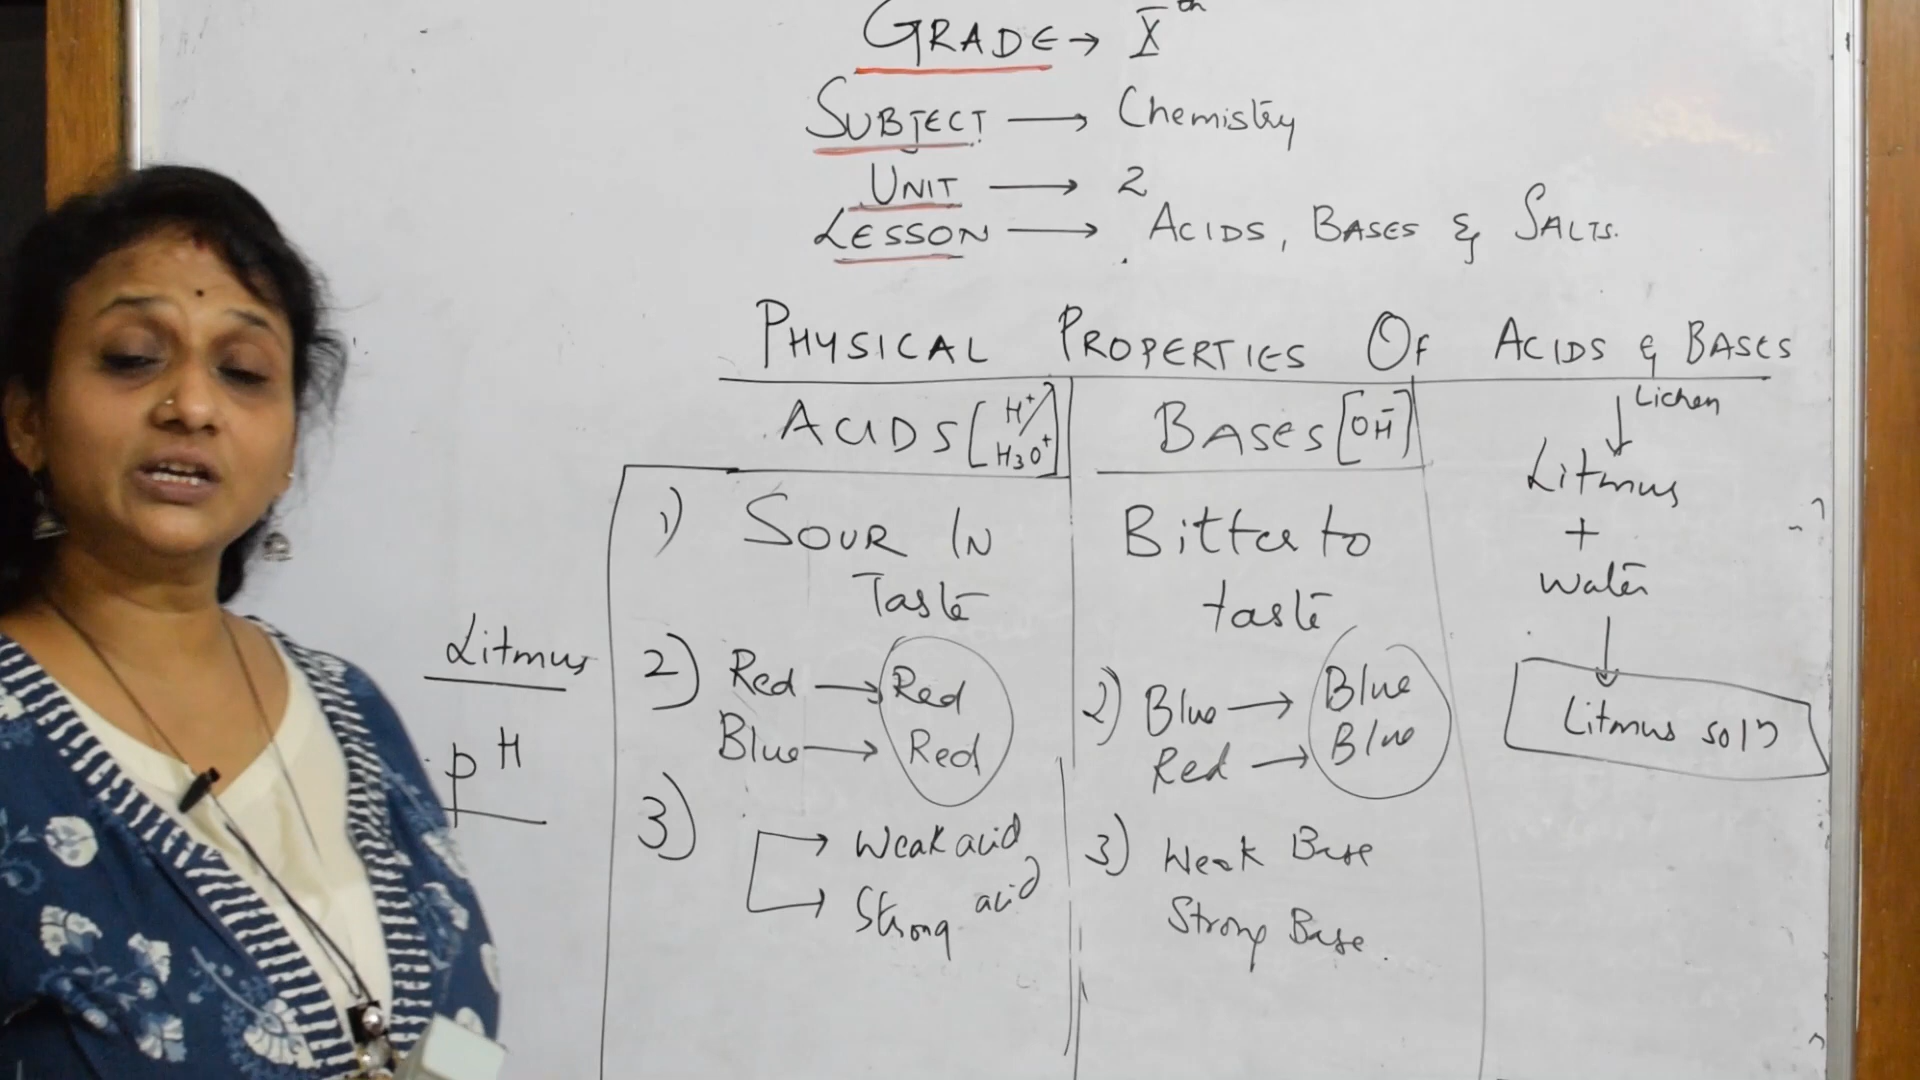 GRADE → Xth
SUBJECT → Chemistry
UNIT → 2
LESSON → ACIDS, BASES & SALTS.
PHYSICAL PROPERTIES OF ACIDS & BASES
ACIDS [H+/H3O+]
1) SOUR IN
TASTE
2) Red → Red
Blue → Red
3) → Weak acid
→ Strong acid
BASES [OH-]
Bitter to
taste
2) Blue → Blue
Red → Blue
3) Weak Base
Strong Base.
↓ Lichen
Litmus
+
Water
↓
Litmus soln
Litmus
pH